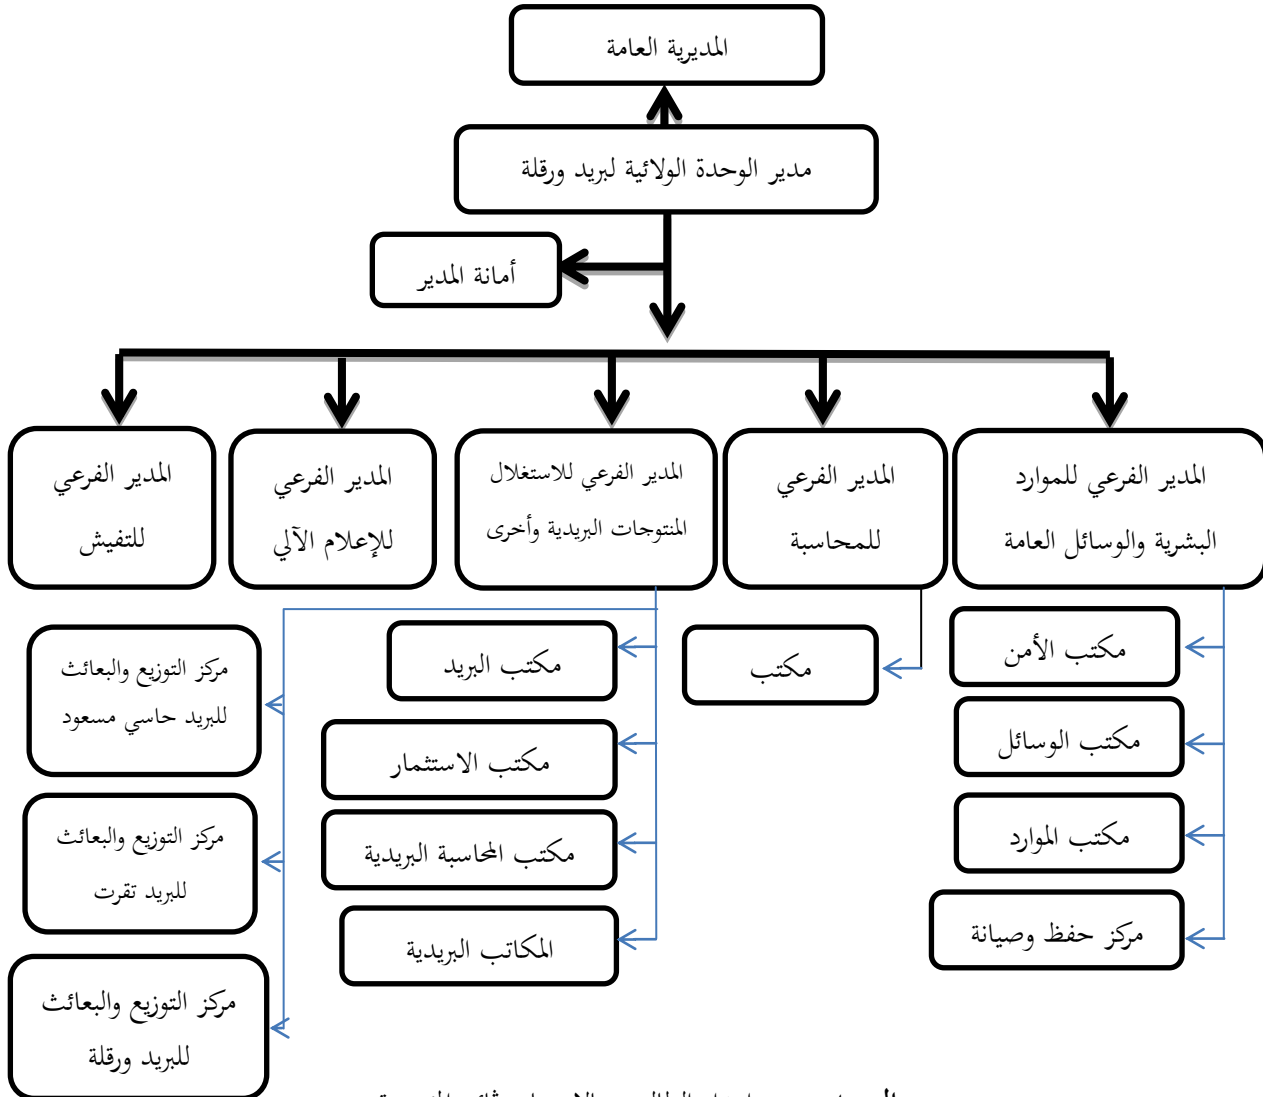 المديرية العامة
مدير الوحدة الولائية لبريد ورقلة
أمانة المدير
المدير الفرعي للموارد
البشرية والوسائل العامة
المدير الفرعي
للمحاسبة
المدير الفرعي للاستغلال
المنتوجات البريدية وأخرى
المدير الفرعي
للإعلام الآلي
المدير الفرعي
للتفيش
مكتب الأمن
مكتب الوسائل
مكتب الموارد
مركز حفظ وصيانة
مكتب
مكتب البريد
مكتب الاستثمار
مكتب المحاسبة البريدية
المكاتب البريدية
مركز التوزيع والبعائث
للبريد حاسي مسعود
مركز التوزيع والبعائث
للبريد تقرت
مركز التوزيع والبعائث
للبريد ورقلة